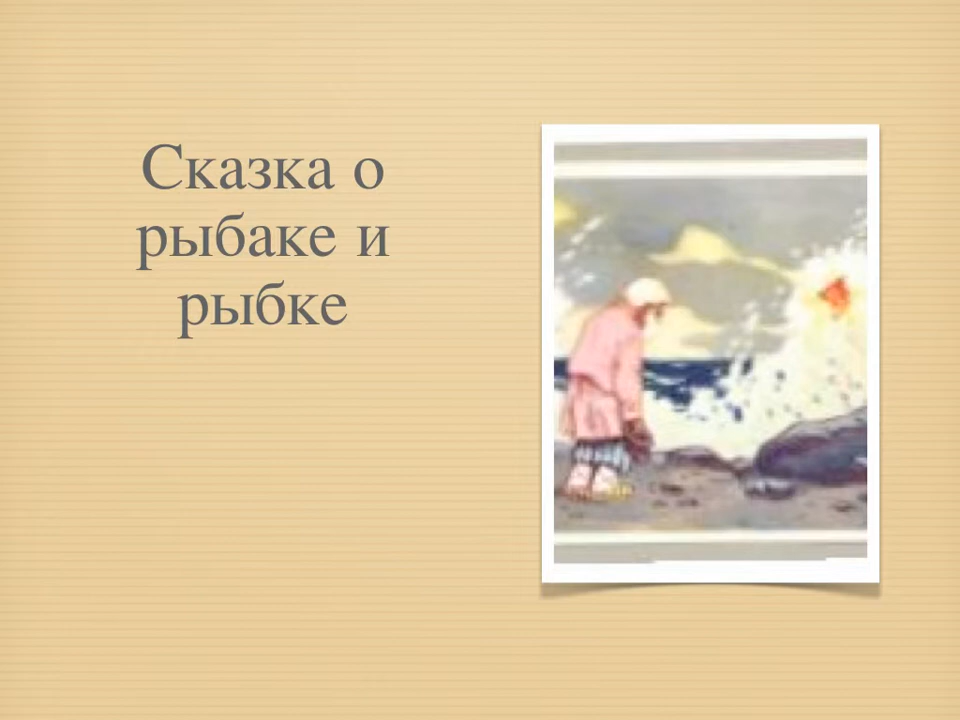 Сказка о
рыбаке и
рыбке